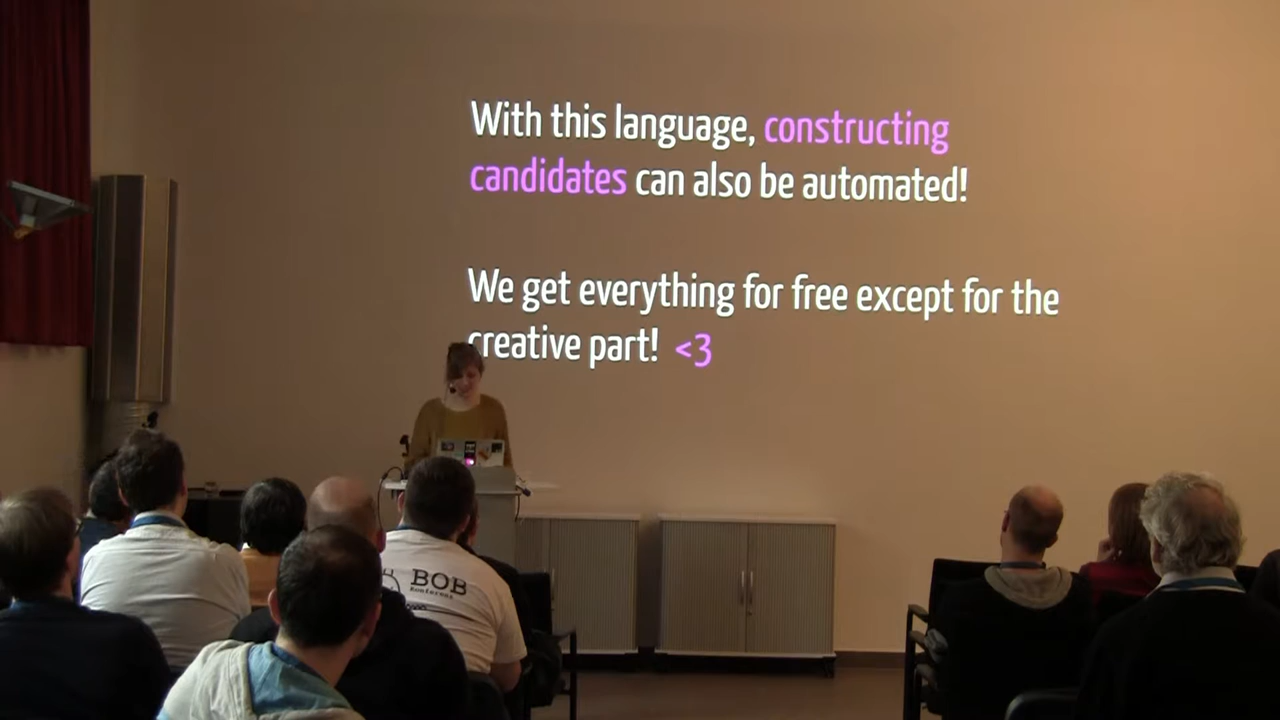 With this language, constructing
candidates can also be automated!
We get everything for free except for the
creative part! <3
BOB
Konferenz